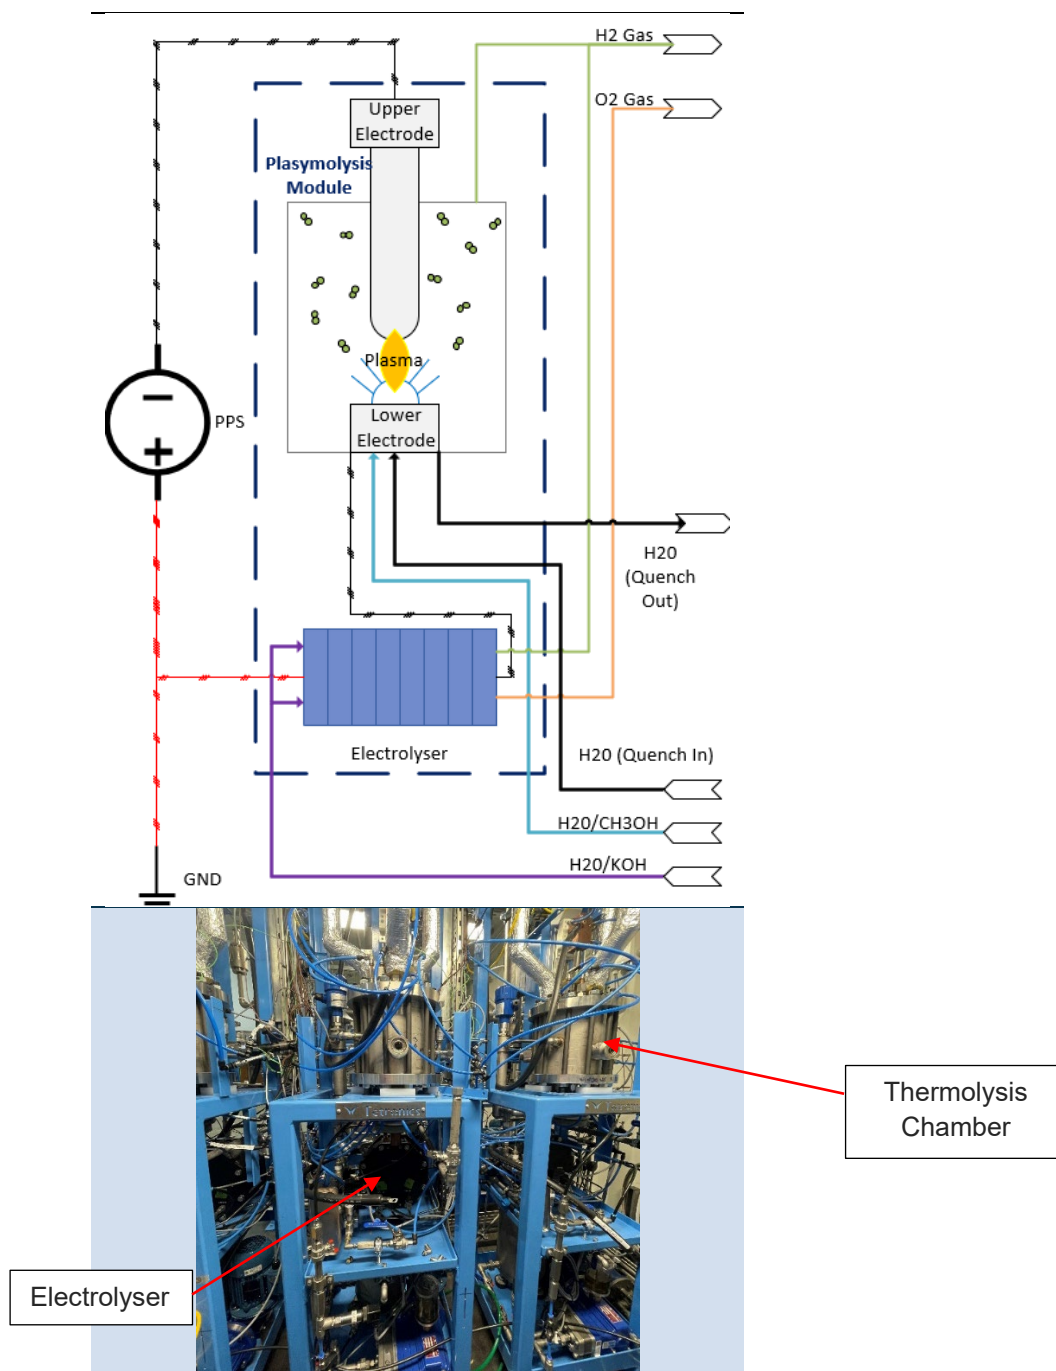 H2 Gas
O2 Gas
Upper
Electrode
Plasymolysis
Module
Plasma
PPS
Lower
Electrode
H20
(Quench
Out)
Electrolyser
H20 (Quench In)
H20/CH3OH
H20/KOH
GND
Thermolysis
Chamber
Tetronics
Electrolyser